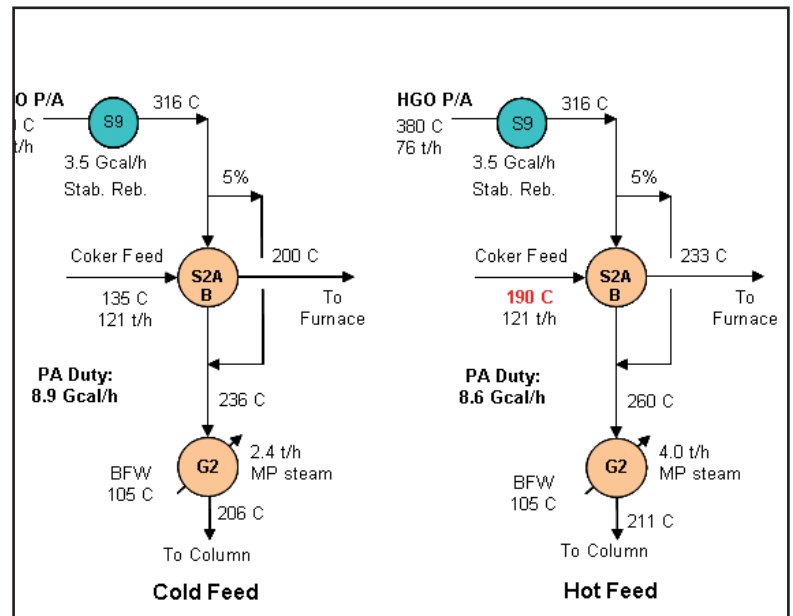 O P/A
316 C
S9
C
t/h
3.5 Gcal/h
Stab. Reb.
5%
Coker Feed
200 C
S2A
B
135 C
121 t/h
To
Furnace
PA Duty:
8.9 Gcal/h
236 C
2.4 t/h
MP steam
G2
BFW
105 C
206 C
To Column
Cold Feed
HGO P/A
316 C
S9
380 C
76 t/h
3.5 Gcal/h
Stab. Reb.
5%
Coker Feed
233 C
S2A
B
190 C
121 t/h
To
Furnace
PA Duty:
8.6 Gcal/h
260 C
4.0 t/h
MP steam
G2
BFW
105 C
211 C
To Column
Hot Feed